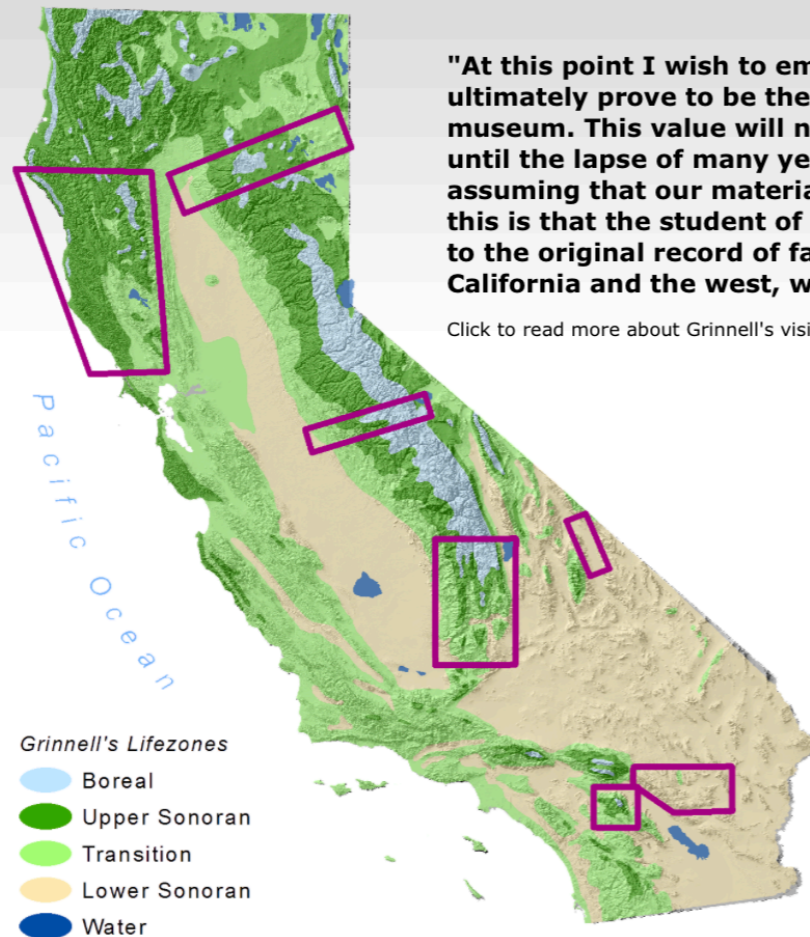 "At this point I wish to em
ultimately prove to be the
museum. This value will n
until the lapse of many ye
assuming that our materia
this is that the student of
to the original record of fa
California and the west, w
Click to read more about Grinnell's visi
Pacific Ocean
Grinnell's Lifezones
Boreal
Upper Sonoran
Transition
Lower Sonoran
Water